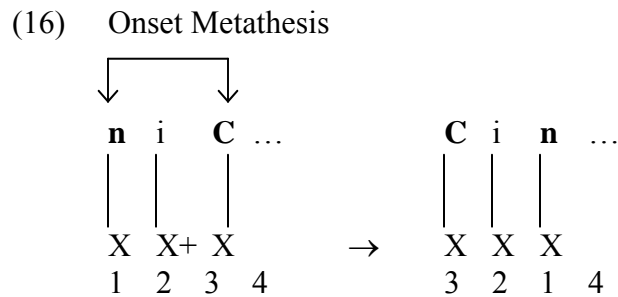 (16) Onset Metathesis
n i C … C i n …
X X+ X → X X X
1 2 3 4 3 2 1 4